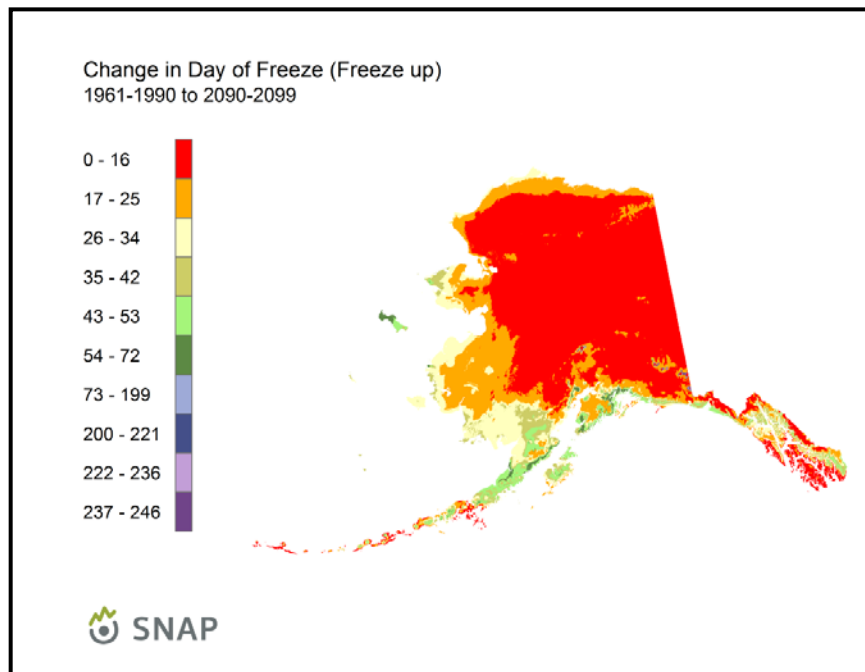 Change in Day of Freeze (Freeze up)
1961-1990 to 2090-2099
0 - 16
17 - 25
26 - 34
35 - 42
43 - 53
54 - 72
73 - 199
200 - 221
222 - 236
237 - 246
SNAP